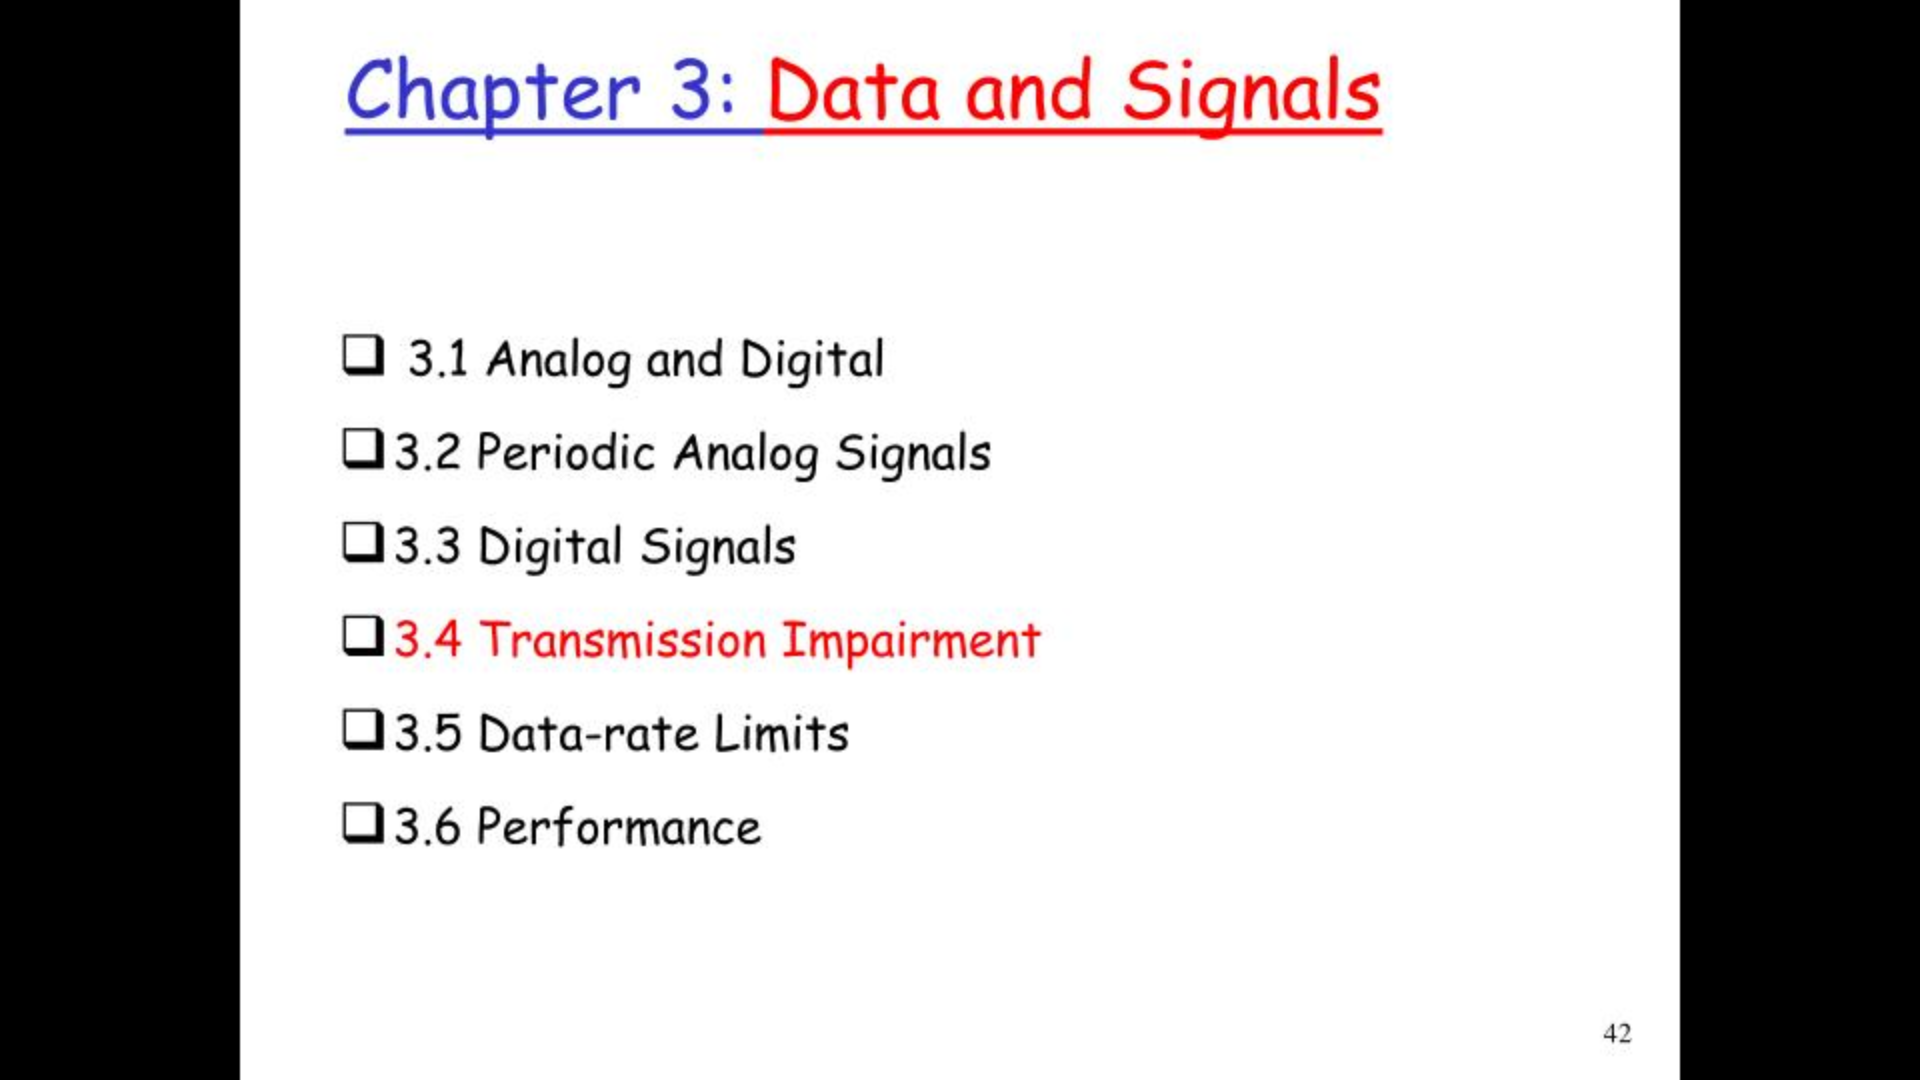 Chapter 3: Data and Signals
3.1 Analog and Digital
3.2 Periodic Analog Signals
3.3 Digital Signals
3.4 Transmission Impairment
3.5 Data-rate Limits
3.6 Performance
42